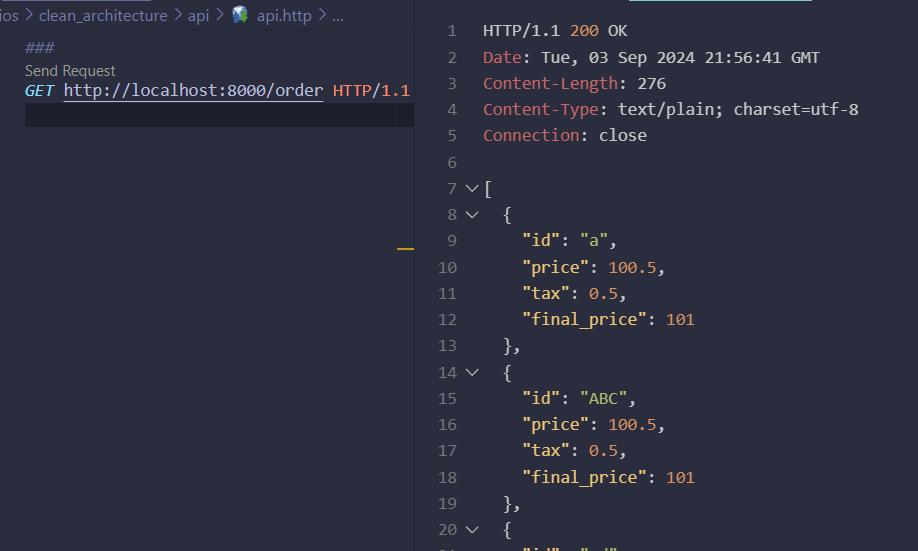 ios > clean_architecture > api > api.http > ...
###
Send Request
GET http://localhost:8000/order HTTP/1.1
1 HTTP/1.1 200 OK
2 Date: Tue, 03 Sep 2024 21:56:41 GMT
3 Content-Length: 276
4 Content-Type: text/plain; charset=utf-8
5 Connection: close
6
7 [
8 {
9 "id": "a",
10 "price": 100.5,
11 "tax": 0.5,
12 "final_price": 101
13 },
14 {
15 "id": "ABC",
16 "price": 100.5,
17 "tax": 0.5,
18 "final_price": 101
19 },
20 {